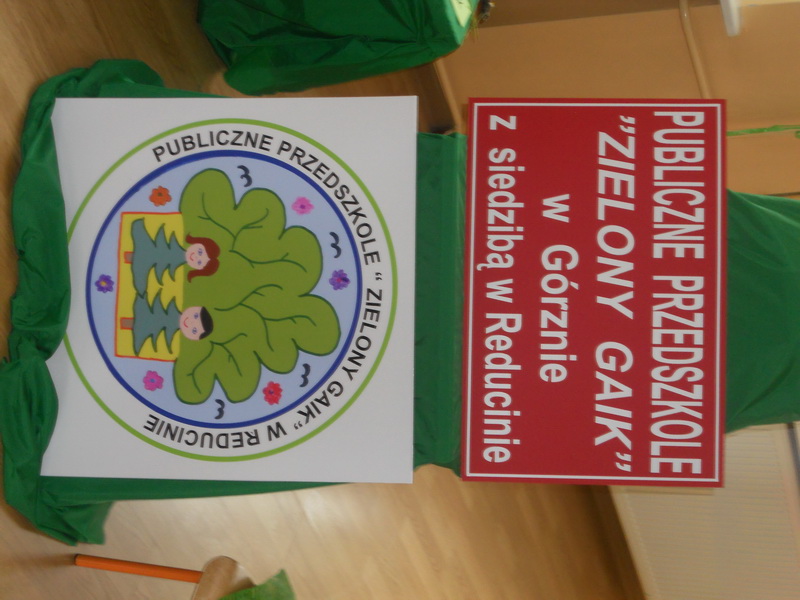 PUBLICZNE PRZEDSZKOLE
"ZIELONY GAIK"
w Górznie
z siedzibą w Reducinie
PUBLICZNE PRZEDSZKOLE “ ZIELONY GAIK” W REDUCINIE